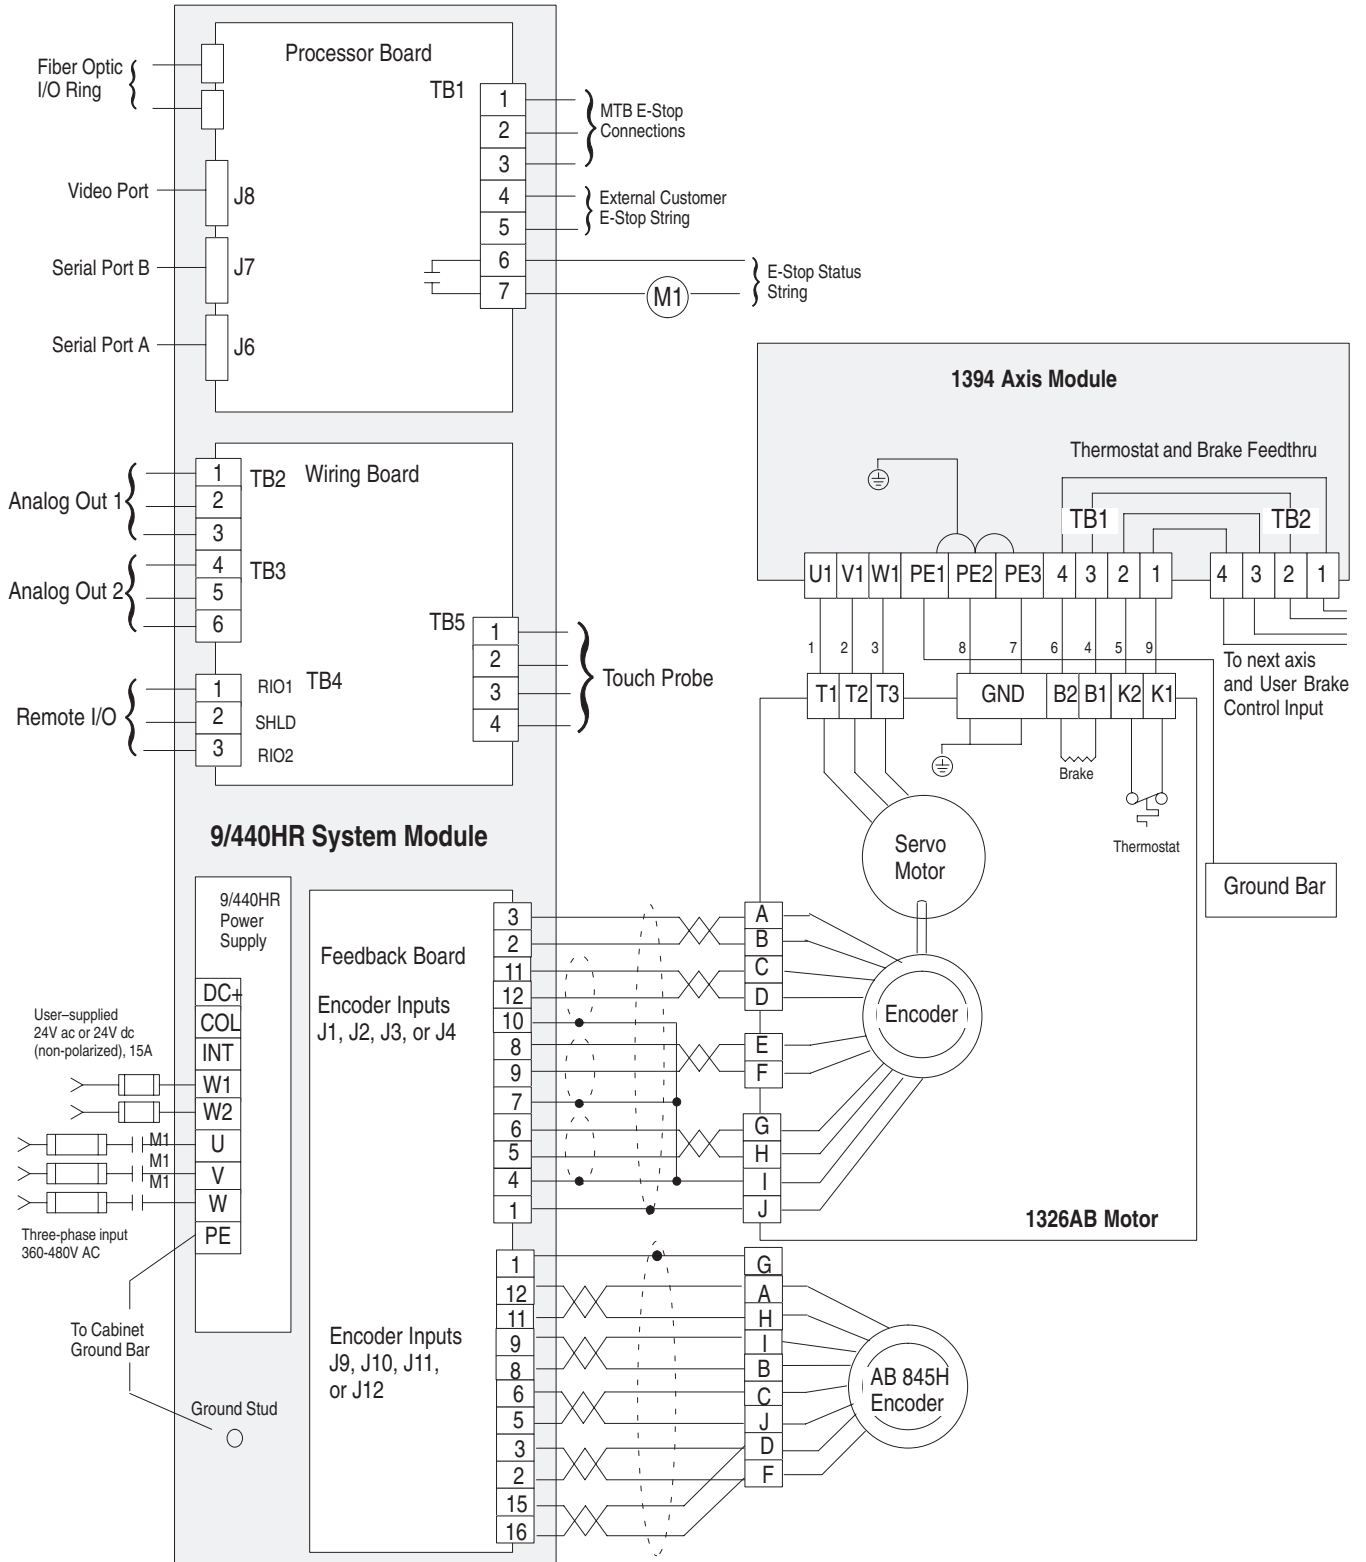 Processor Board
Fiber Optic
I/O Ring
TB1
1
2
3
4
5
6
7
MTB E-Stop
Connections
External Customer
E-Stop String
E-Stop Status
String
M1
Video Port
J8
Serial Port B
J7
Serial Port A
J6
1394 Axis Module
Thermostat and Brake Feedthru
TB1
TB2
U1 V1 W1 PE1 PE2 PE3 4 3 2 1
4 3 2 1
1 2 3 8 7 6 4 5 9
To next axis
and User Brake
Control Input
T1 T2 T3 GND B2 B1 K2 K1
Brake
Thermostat
Servo
Motor
Ground Bar
Wiring Board
Analog Out 1
1
2
3
TB2
Analog Out 2
4
5
6
TB3
Remote I/O
1
2
3
RIO1
SHLD
RIO2
TB4
TB5
1
2
3
4
Touch Probe
9/440HR System Module
9/440HR
Power
Supply
DC+
COL
INT
W1
W2
U
V
W
PE
User–supplied
24V ac or 24V dc
(non-polarized), 15A
M1
M1
M1
Three-phase input
360-480V AC
To Cabinet
Ground Bar
Ground Stud
Feedback Board
Encoder Inputs
J1, J2, J3, or J4
3
2
11
12
10
8
9
7
6
5
4
1
A
B
C
D
E
F
G
H
I
J
Encoder
1326AB Motor
Encoder Inputs
J9, J10, J11,
or J12
1
12
11
9
8
6
5
3
2
15
16
G
A
H
I
B
C
J
D
F
AB 845H
Encoder